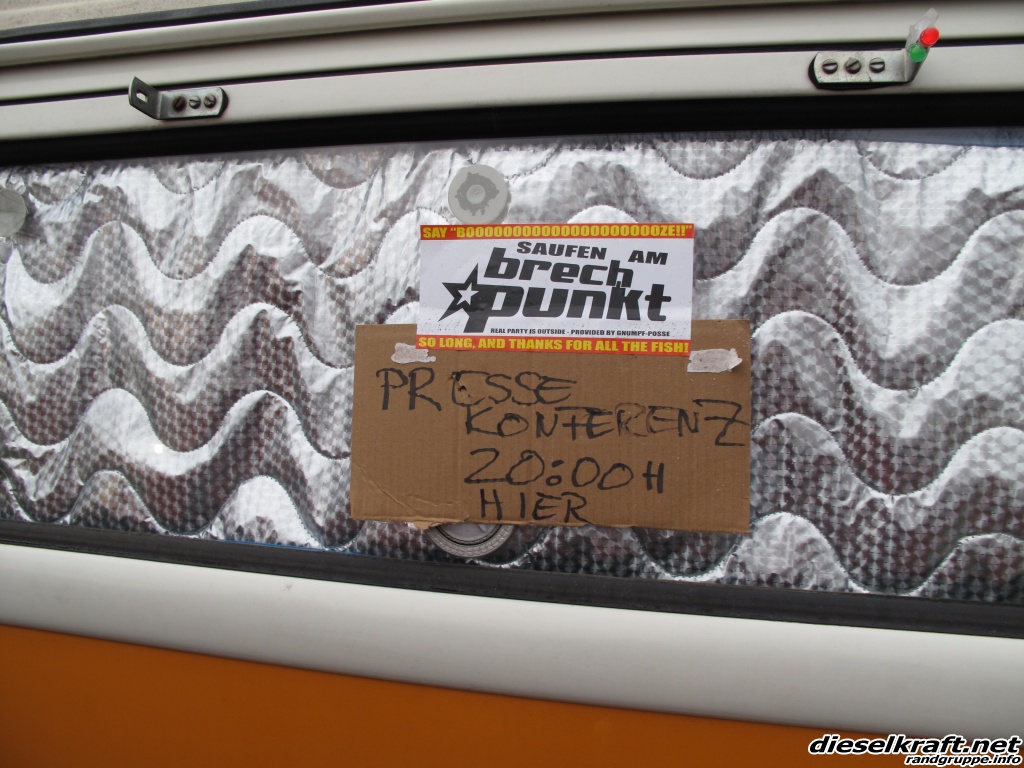 SAY "BOOOOOOOOOOOOOOOOOOOOOZE!!"
SAUFEN AM
brech
punkt
REAL PARTY IS OUTSIDE - PROVIDED BY GNUMPF-POSSE
SO LONG, AND THANKS FOR ALL THE FISH!
PRESSE
KONFERENZ
20:00H
HIER
dieselkraft.net
randgruppe.info